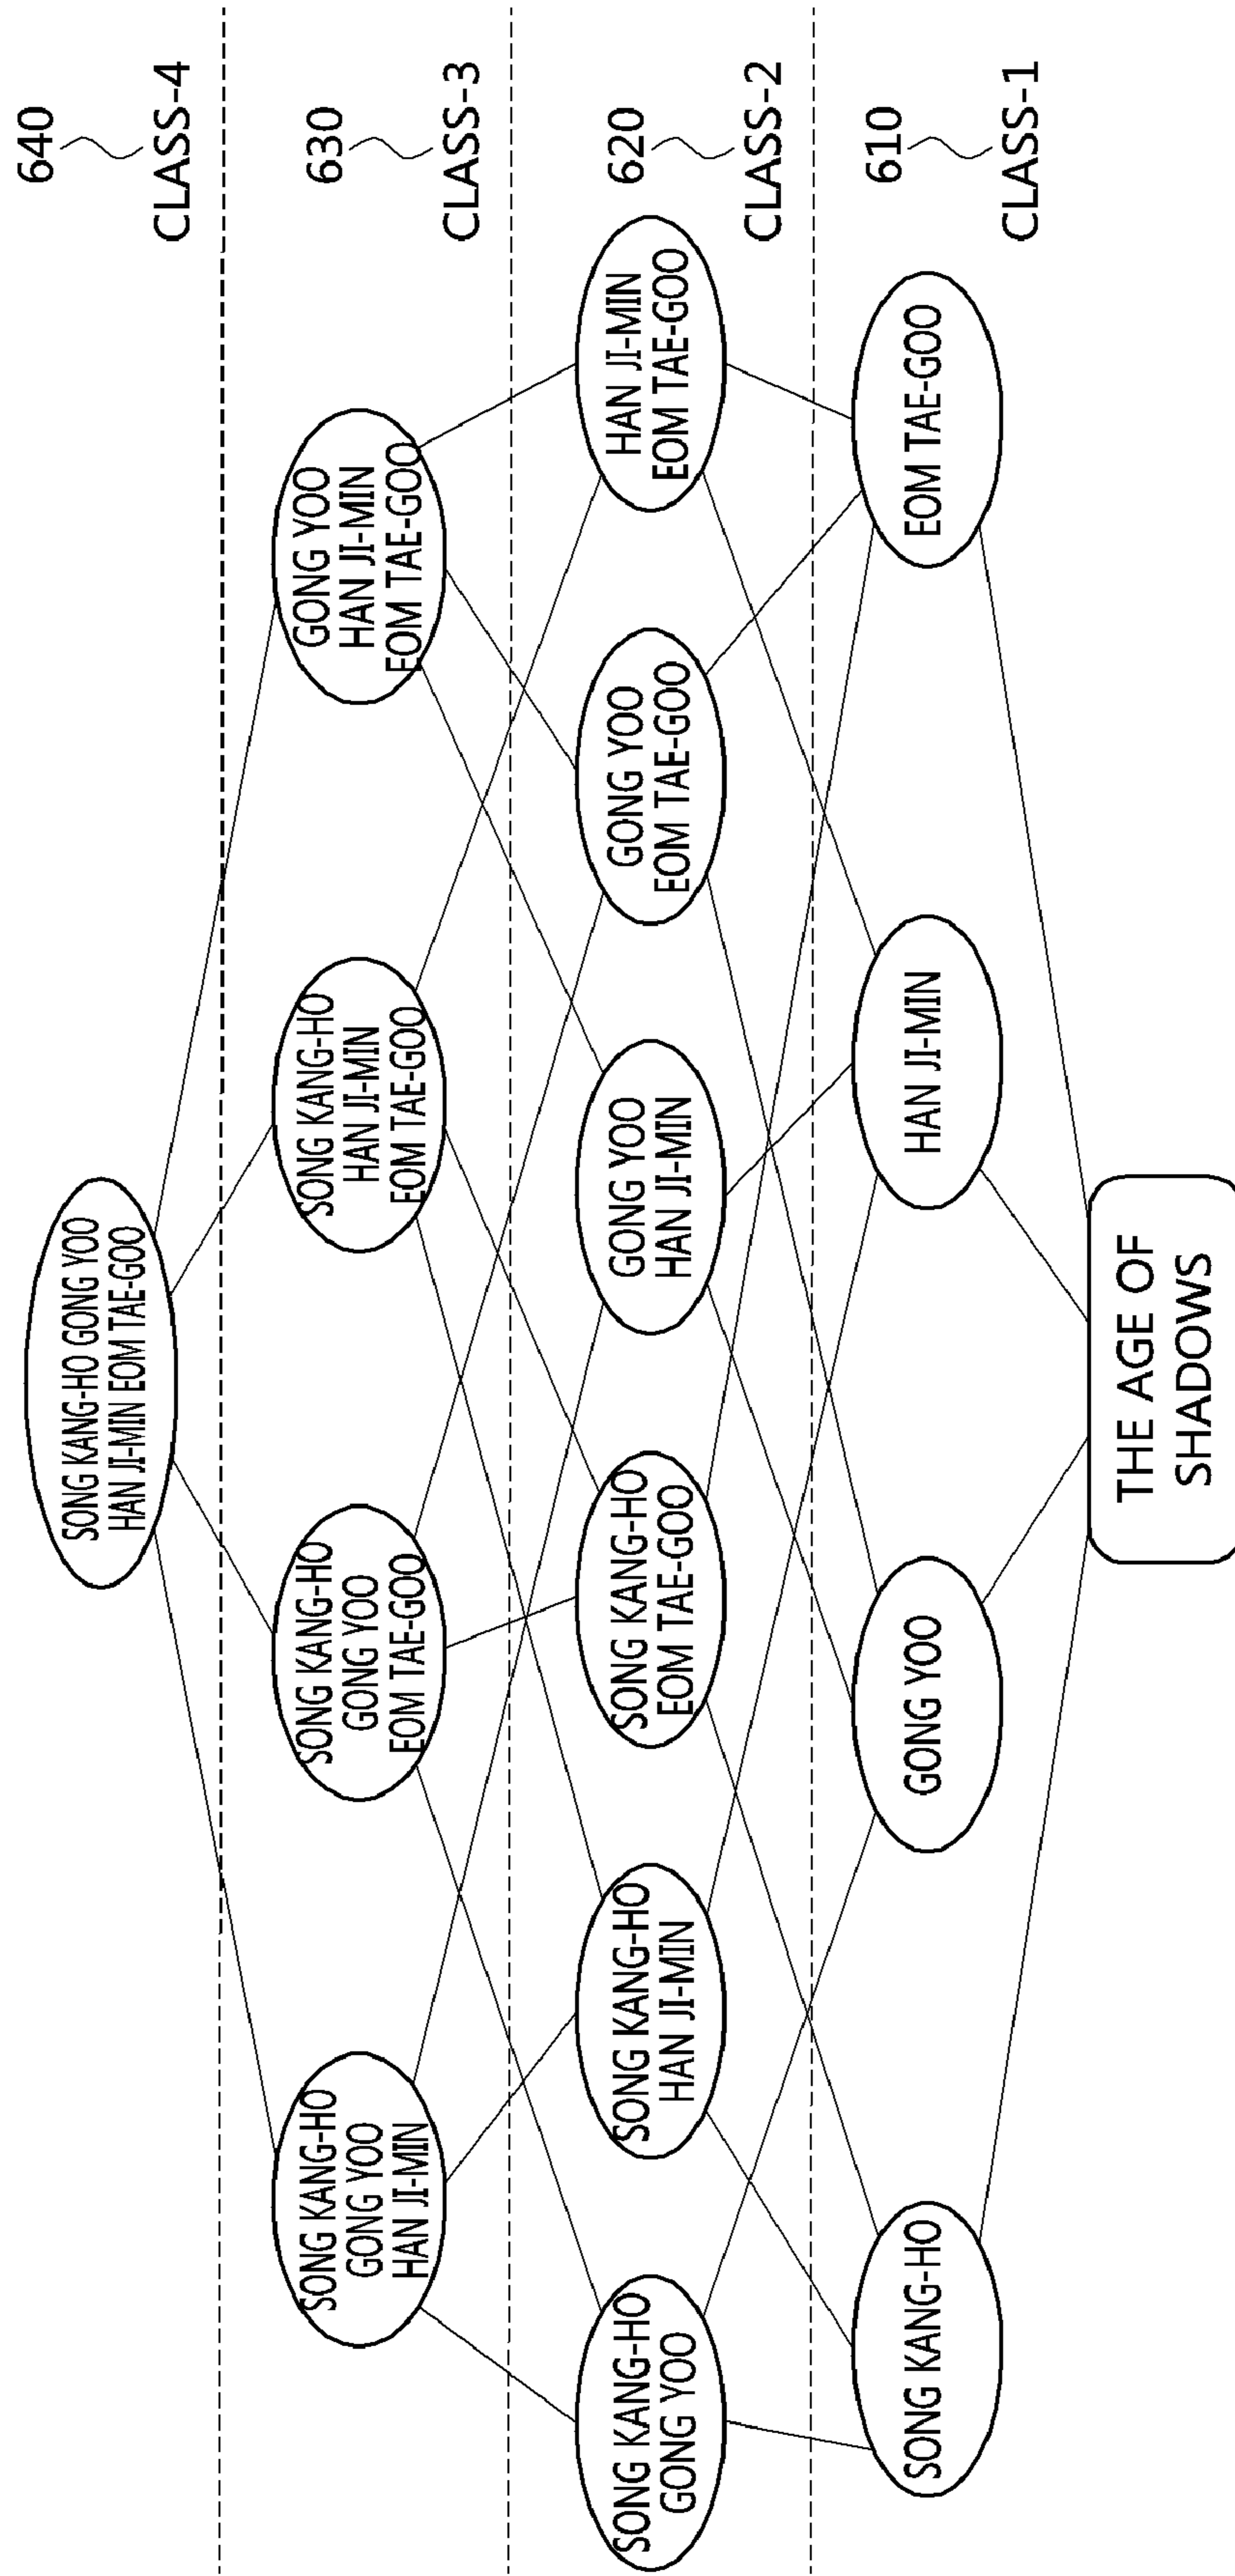 640
CLASS-4
SONG KANG-HO GONG YOO
HAN JI-MIN EOM TAE-GOO
630
CLASS-3
SONG KANG-HO
GONG YOO
HAN JI-MIN
SONG KANG-HO
GONG YOO
EOM TAE-GOO
SONG KANG-HO
HAN JI-MIN
EOM TAE-GOO
GONG YOO
HAN JI-MIN
EOM TAE-GOO
620
CLASS-2
SONG KANG-HO
GONG YOO
SONG KANG-HO
HAN JI-MIN
SONG KANG-HO
EOM TAE-GOO
GONG YOO
HAN JI-MIN
GONG YOO
EOM TAE-GOO
HAN JI-MIN
EOM TAE-GOO
610
CLASS-1
SONG KANG-HO
GONG YOO
HAN JI-MIN
EOM TAE-GOO
THE AGE OF
SHADOWS